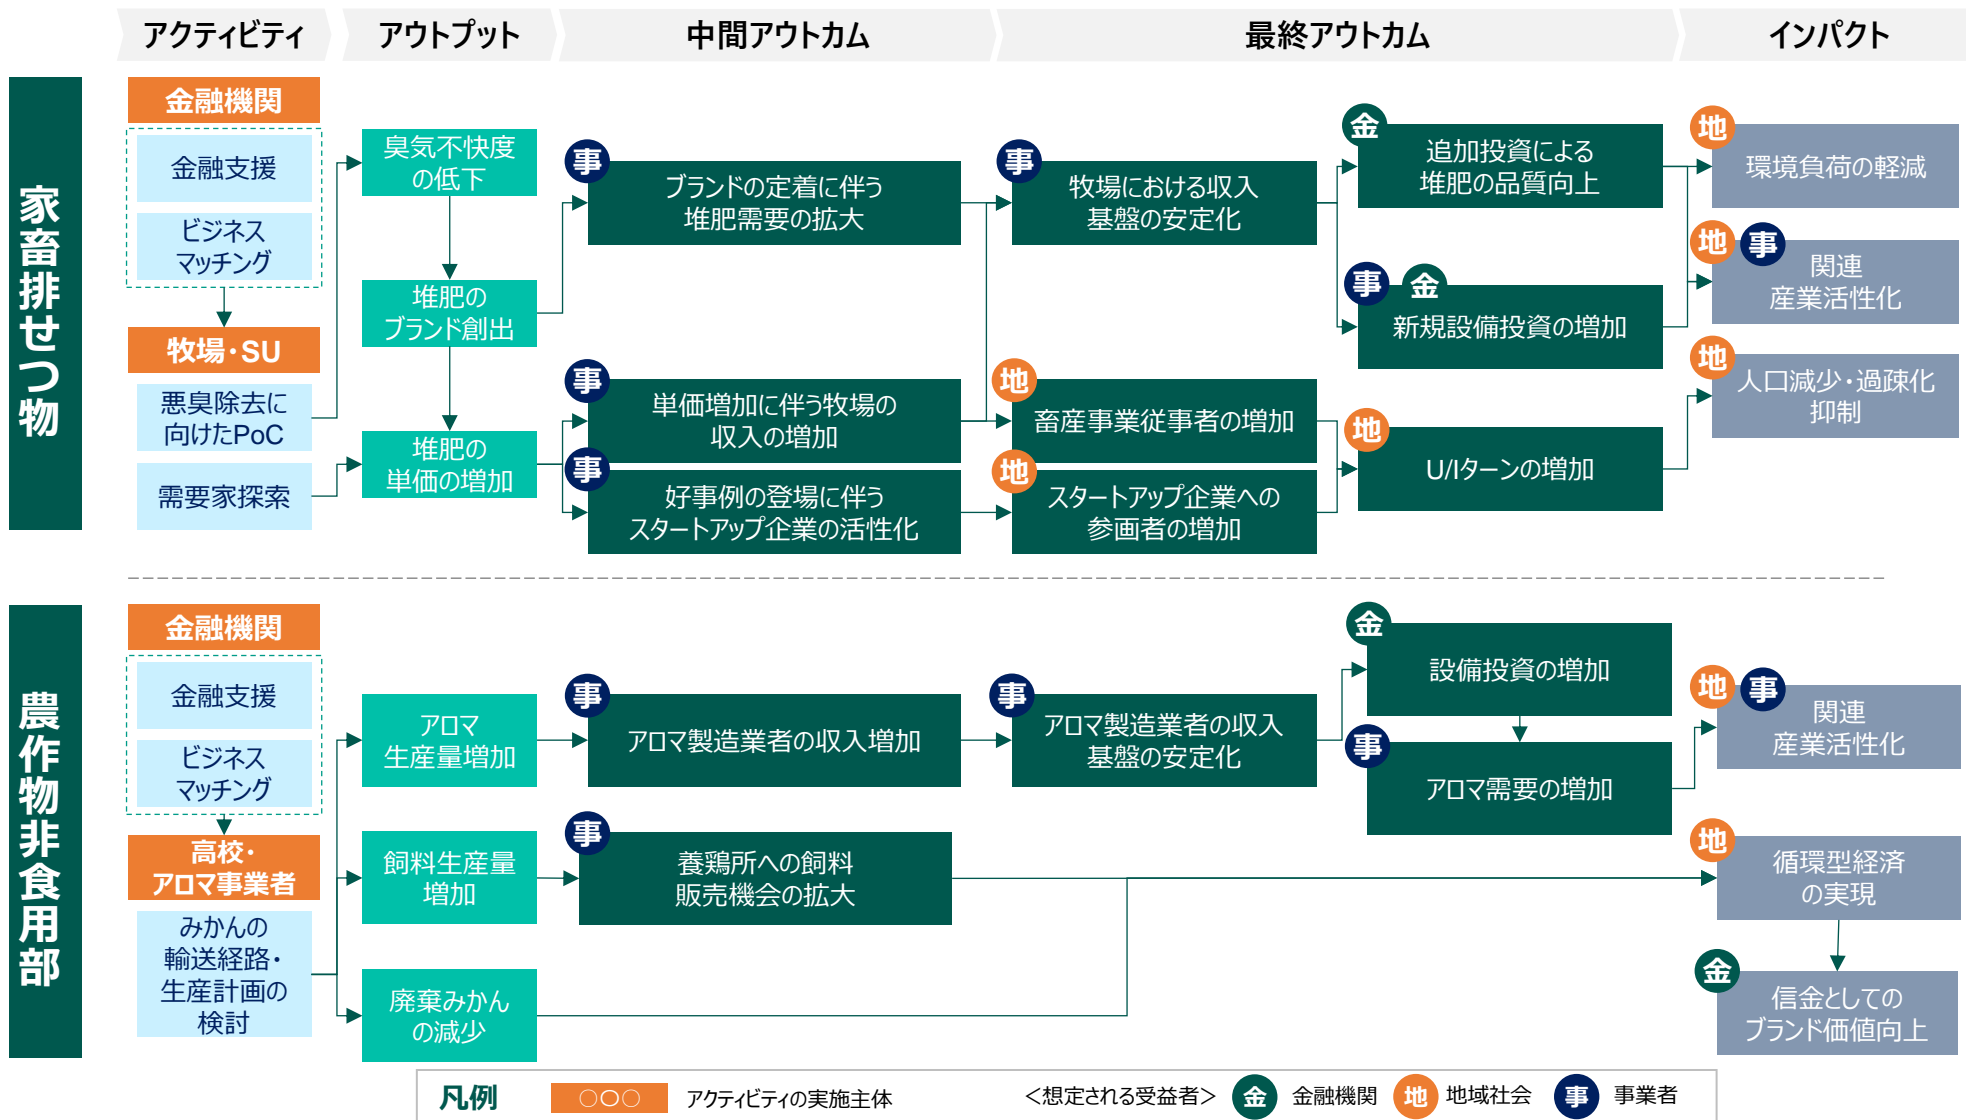 アクティビティ
アウトプット
中間アウトカム
最終アウトカム
インパクト
家畜排せつ物
金融機関
金融支援
ビジネス
マッチング
牧場・SU
悪臭除去に
向けたPoC
需要家探索
臭気不快度
の低下
堆肥の
ブランド創出
堆肥の
単価の増加
事
ブランドの定着に伴う
堆肥需要の拡大
事
単価増加に伴う牧場の
収入の増加
事
好事例の登場に伴う
スタートアップ企業の活性化
事
牧場における収入
基盤の安定化
地
畜産事業従事者の増加
地
スタートアップ企業への
参画者の増加
金
追加投資による
堆肥の品質向上
事 金
新規設備投資の増加
地
U/Iターンの増加
地
環境負荷の軽減
地 事
関連
産業活性化
地
人口減少・過疎化
抑制
農作物非食用部
金融機関
金融支援
ビジネス
マッチング
高校・
アロマ事業者
みかんの
輸送経路・
生産計画の
検討
アロマ
生産量増加
飼料生産量
増加
廃棄みかん
の減少
事
アロマ製造業者の収入増加
事
養鶏所への飼料
販売機会の拡大
事
アロマ製造業者の収入
基盤の安定化
金
設備投資の増加
事
アロマ需要の増加
地 事
関連
産業活性化
地
循環型経済
の実現
金
信金としての
ブランド価値向上
凡例 〇〇〇 アクティビティの実施主体 <想定される受益者> 金 金融機関 地 地域社会 事 事業者